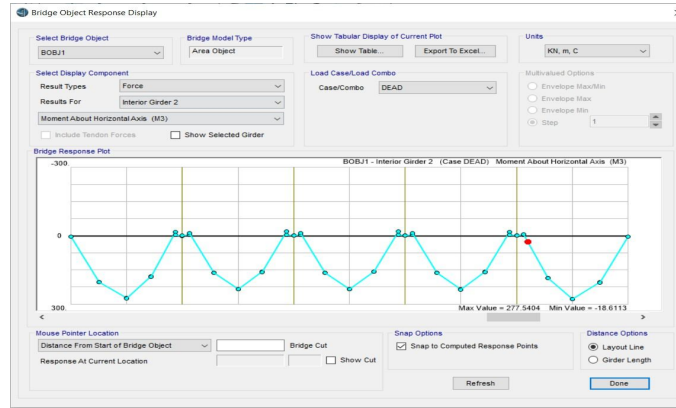 Bridge Object Response Display
Select Bridge Object
BOBJ1
Bridge Model Type
Area Object
Show Tabular Display of Current Plot
Show Table...
Export To Excel...
Units
KN, m, C
Select Display Component
Result Types
Force
Results For
Interior Girder 2
Moment About Horizontal Axis (M3)
Include Tendon Forces
Show Selected Girder
Load Case/Load Combo
Case/Combo
DEAD
Multivalued Options
Envelope Max/Min
Envelope Max
Envelope Min
Step
1
Bridge Response Plot
-300.
BOBJ1 - Interior Girder 2 (Case DEAD) Moment About Horizontal Axis (M3)
0
300.
Max Value = 277.5404 Min Value = -18.6113
Mouse Pointer Location
Distance From Start of Bridge Object
Bridge Cut
Response At Current Location
Show Cut
Snap Options
Snap to Computed Response Points
Distance Options
Layout Line
Girder Length
Refresh
Done